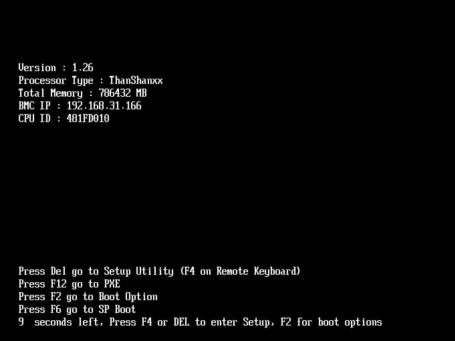 Version : 1.26
Processor Type : ThanShanxx
Total Memory : 786432 MB
BMC IP : 192.168.31.166
CPU ID : 481FD010
Press Del go to Setup Utility (F4 on Remote Keyboard)
Press F12 go to PXE
Press F2 go to Boot Option
Press F6 go to SP Boot
9 seconds left, Press F4 or DEL to enter Setup, F2 for boot options